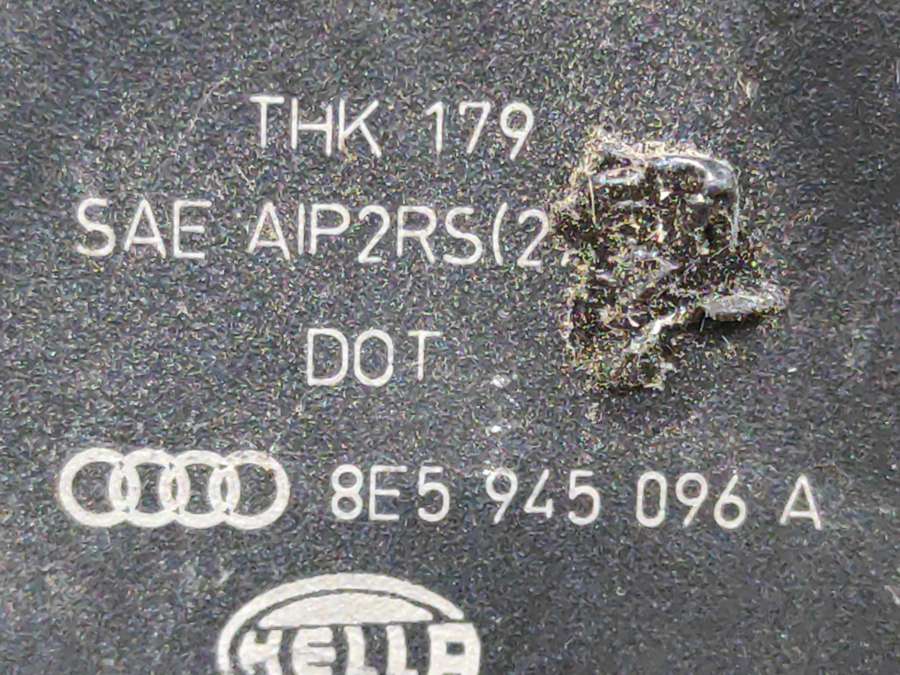 THK 179
SAE AIP2RS(2
DOT
8E5 945 096 A
HELLA